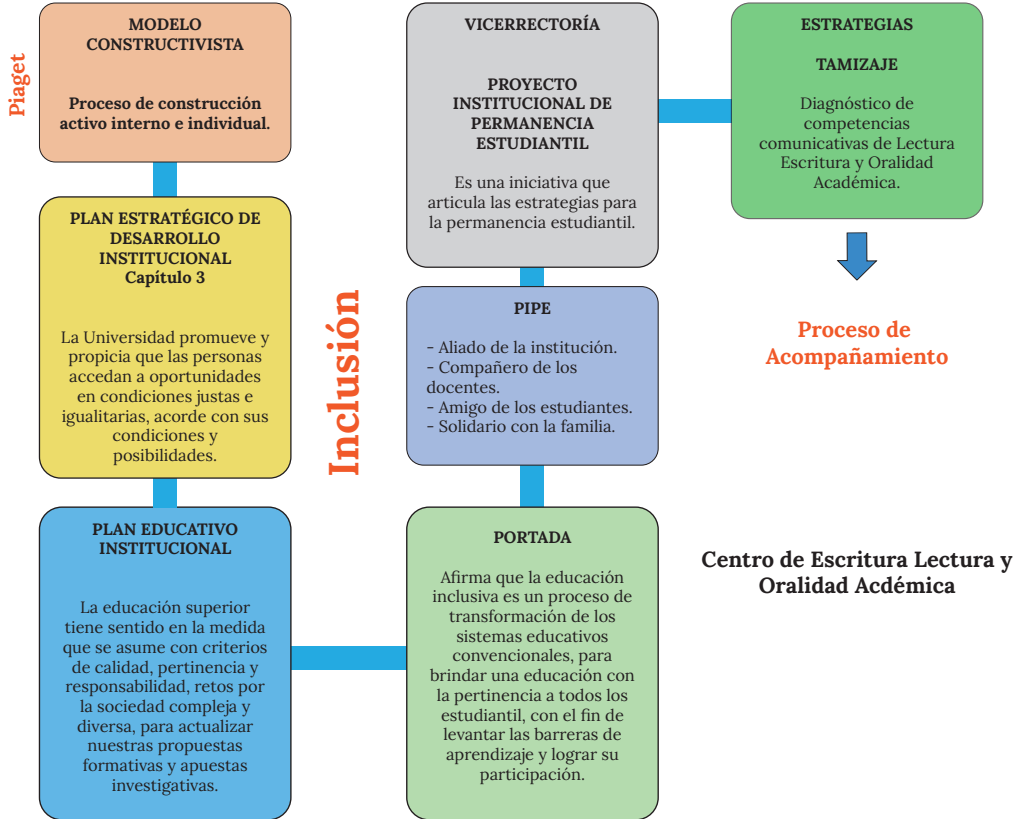 Piaget
MODELO
CONSTRUCTIVISTA
Proceso de construcción
activo interno e individual.
PLAN ESTRATÉGICO DE
DESARROLLO
INSTITUCIONAL
Capítulo 3
La Universidad promueve y
propicia que las personas
accedan a oportunidades
en condiciones justas e
igualitarias, acorde con sus
condiciones y
posibilidades.
PLAN EDUCATIVO
INSTITUCIONAL
La educación superior
tiene sentido en la medida
que se asume con criterios
de calidad, pertinencia y
responsabilidad, retos por
la sociedad compleja y
diversa, para actualizar
nuestras propuestas
formativas y apuestas
investigativas.
Inclusión
VICERRECTORÍA
PROYECTO
INSTITUCIONAL DE
PERMANENCIA
ESTUDIANTIL
Es una iniciativa que
articula las estrategias para
la permanencia estudiantil.
PIPE
- Aliado de la institución.
- Compañero de los
docentes.
- Amigo de los estudiantes.
- Solidario con la familia.
PORTADA
Afirma que la educación
inclusiva es un proceso de
transformación de los
sistemas educativos
convencionales, para
brindar una educación con
la pertinencia a todos los
estudiantil, con el fin de
levantar las barreras de
aprendizaje y lograr su
participación.
ESTRATEGIAS
TAMIZAJE
Diagnóstico de
competencias
comunicativas de Lectura
Escritura y Oralidad
Académica.
Proceso de
Acompañamiento
Centro de Escritura Lectura y
Oralidad Acdémica